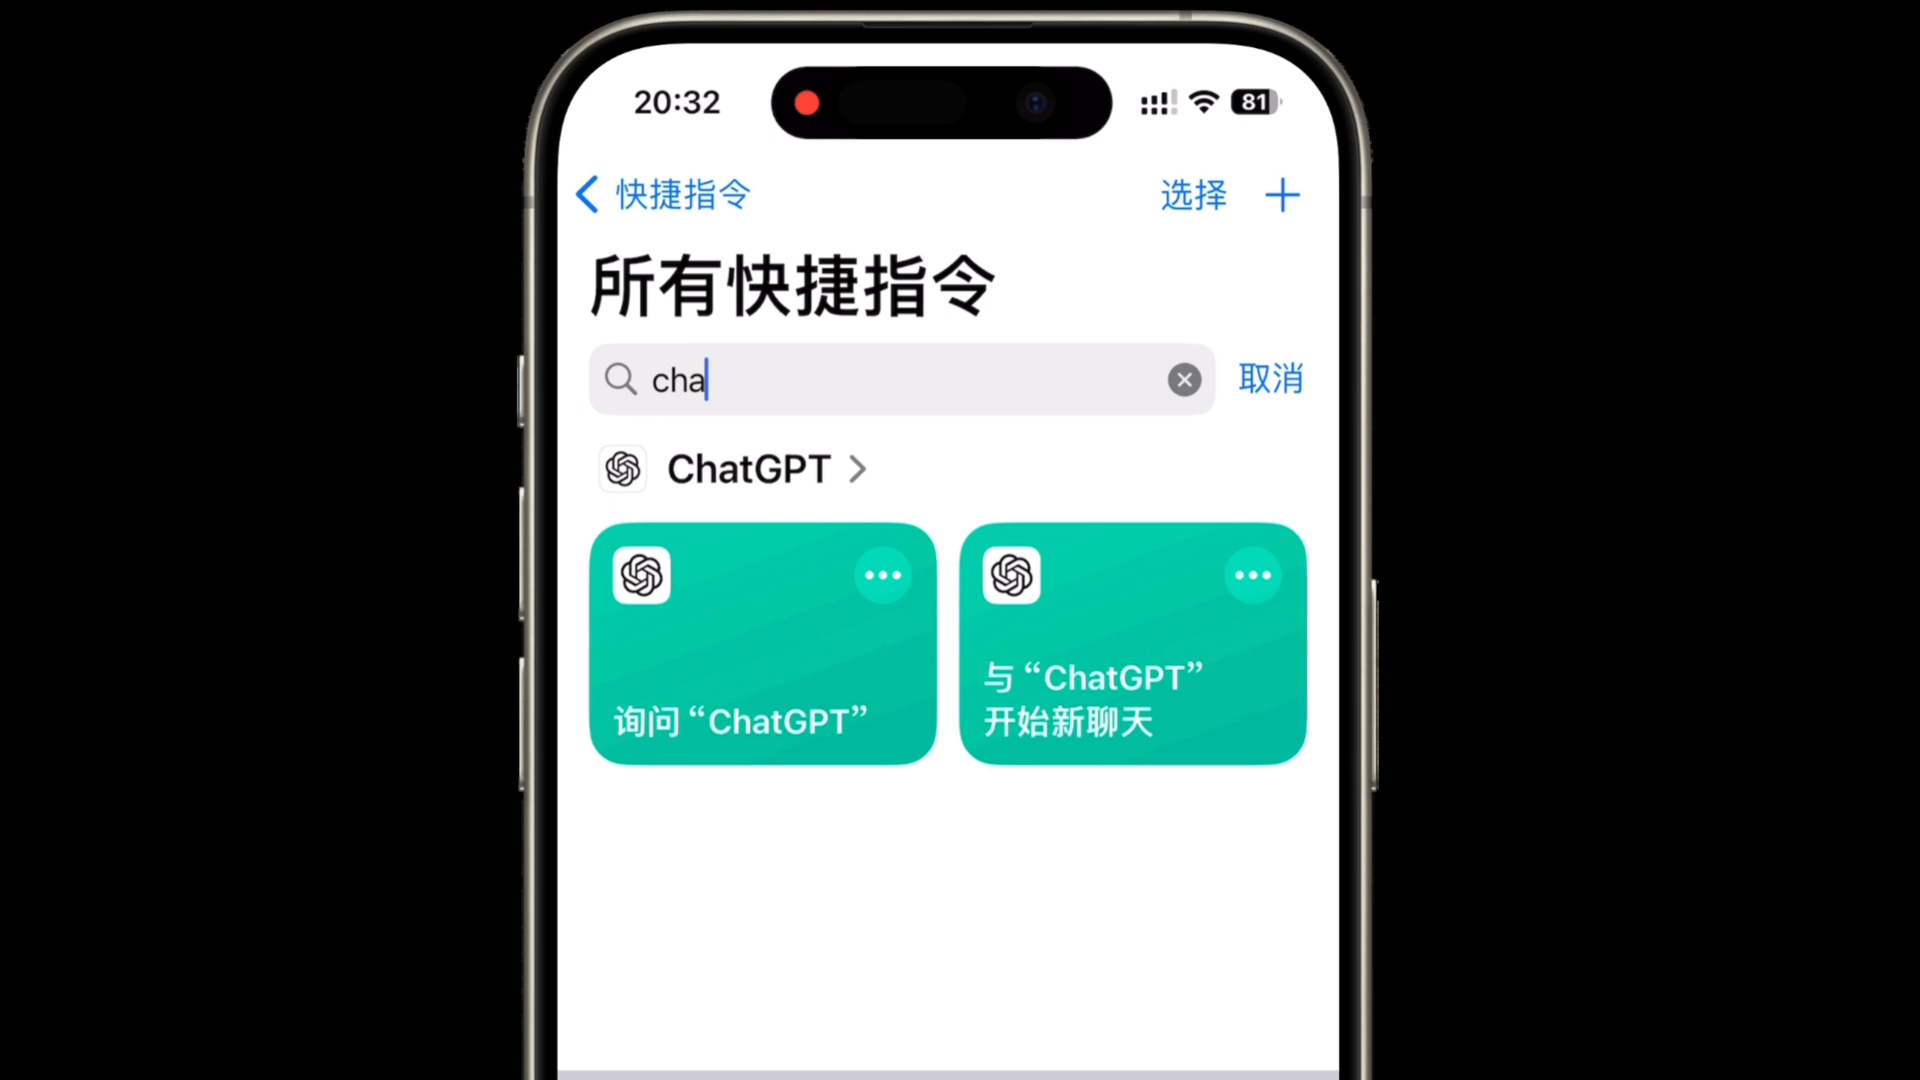 20:32
81
快捷指令
选择
所有快捷指令
cha
取消
ChatGPT
询问 “ChatGPT”
与 “ChatGPT”
开始新聊天